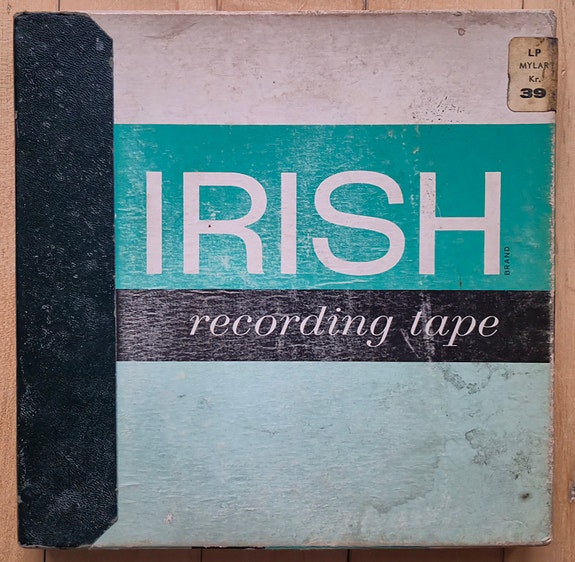 LP
MYLAR
Kr.
39
IRISH
BRAND
recording tape